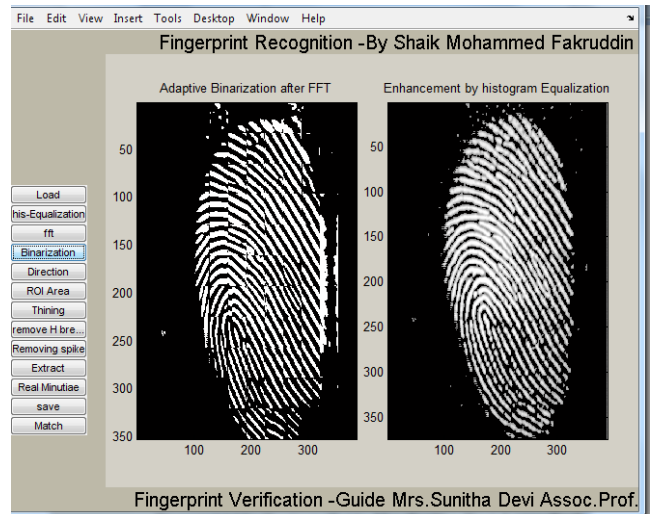 File Edit View Insert Tools Desktop Window Help
Fingerprint Recognition -By Shaik Mohammed Fakruddin
Adaptive Binarization after FFT
Enhancement by histogram Equalization
50
100
150
200
250
300
350
100 200 300
50
100
150
200
250
300
350
100 200 300
Load
his-Equalization
fft
Binarization
Direction
ROI Area
Thining
remove H bre...
Removing spike
Extract
Real Minutiae
save
Match
Fingerprint Verification -Guide Mrs.Sunitha Devi Assoc.Prof.